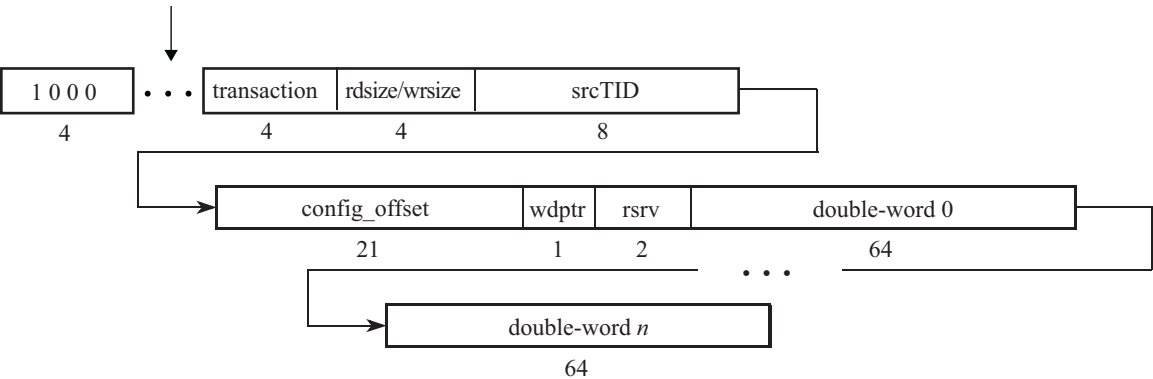 1 0 0 0 • • • transaction rdsize/wrsize srcTID
4 4 4 8
config_offset wdptr rsrv double-word 0
21 1 2 64
• • •
double-word n
64